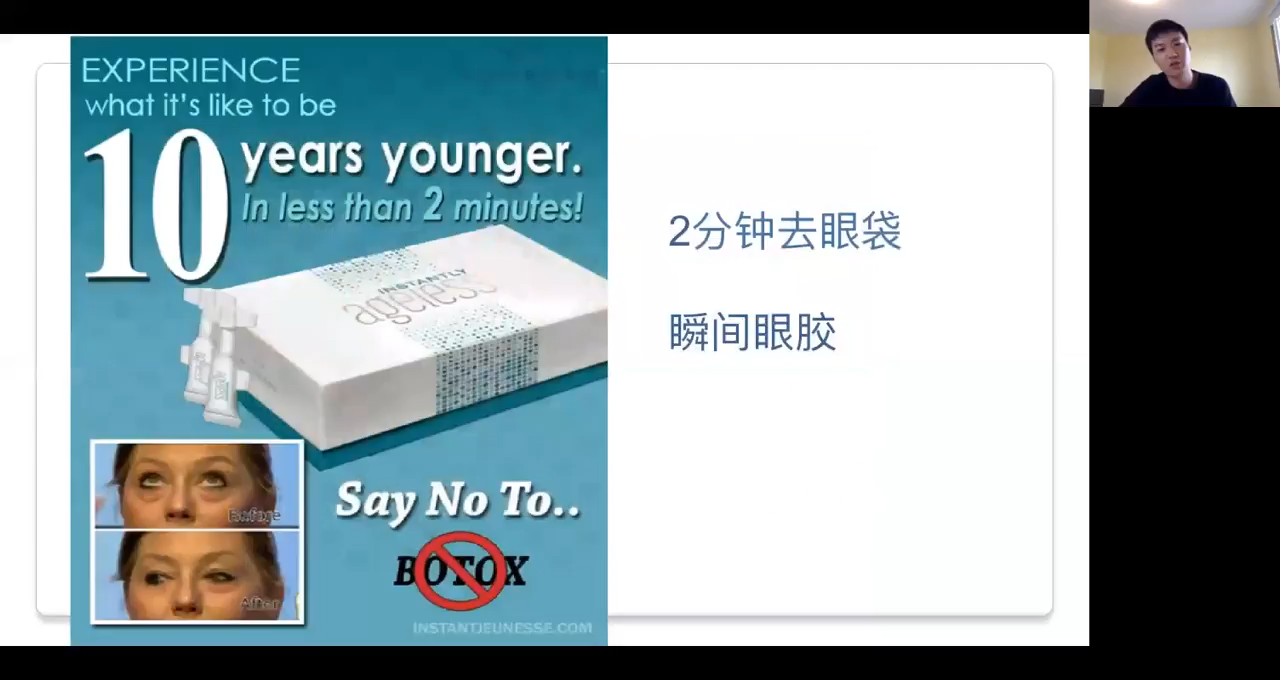 EXPERIENCE
what it's like to be
10 years younger.
In less than 2 minutes!
INSTANTLY
ageless
Before
After
Say No To..
BOTOX
INSTANTJEUNESSE.COM
2分钟去眼袋
瞬间眼胶